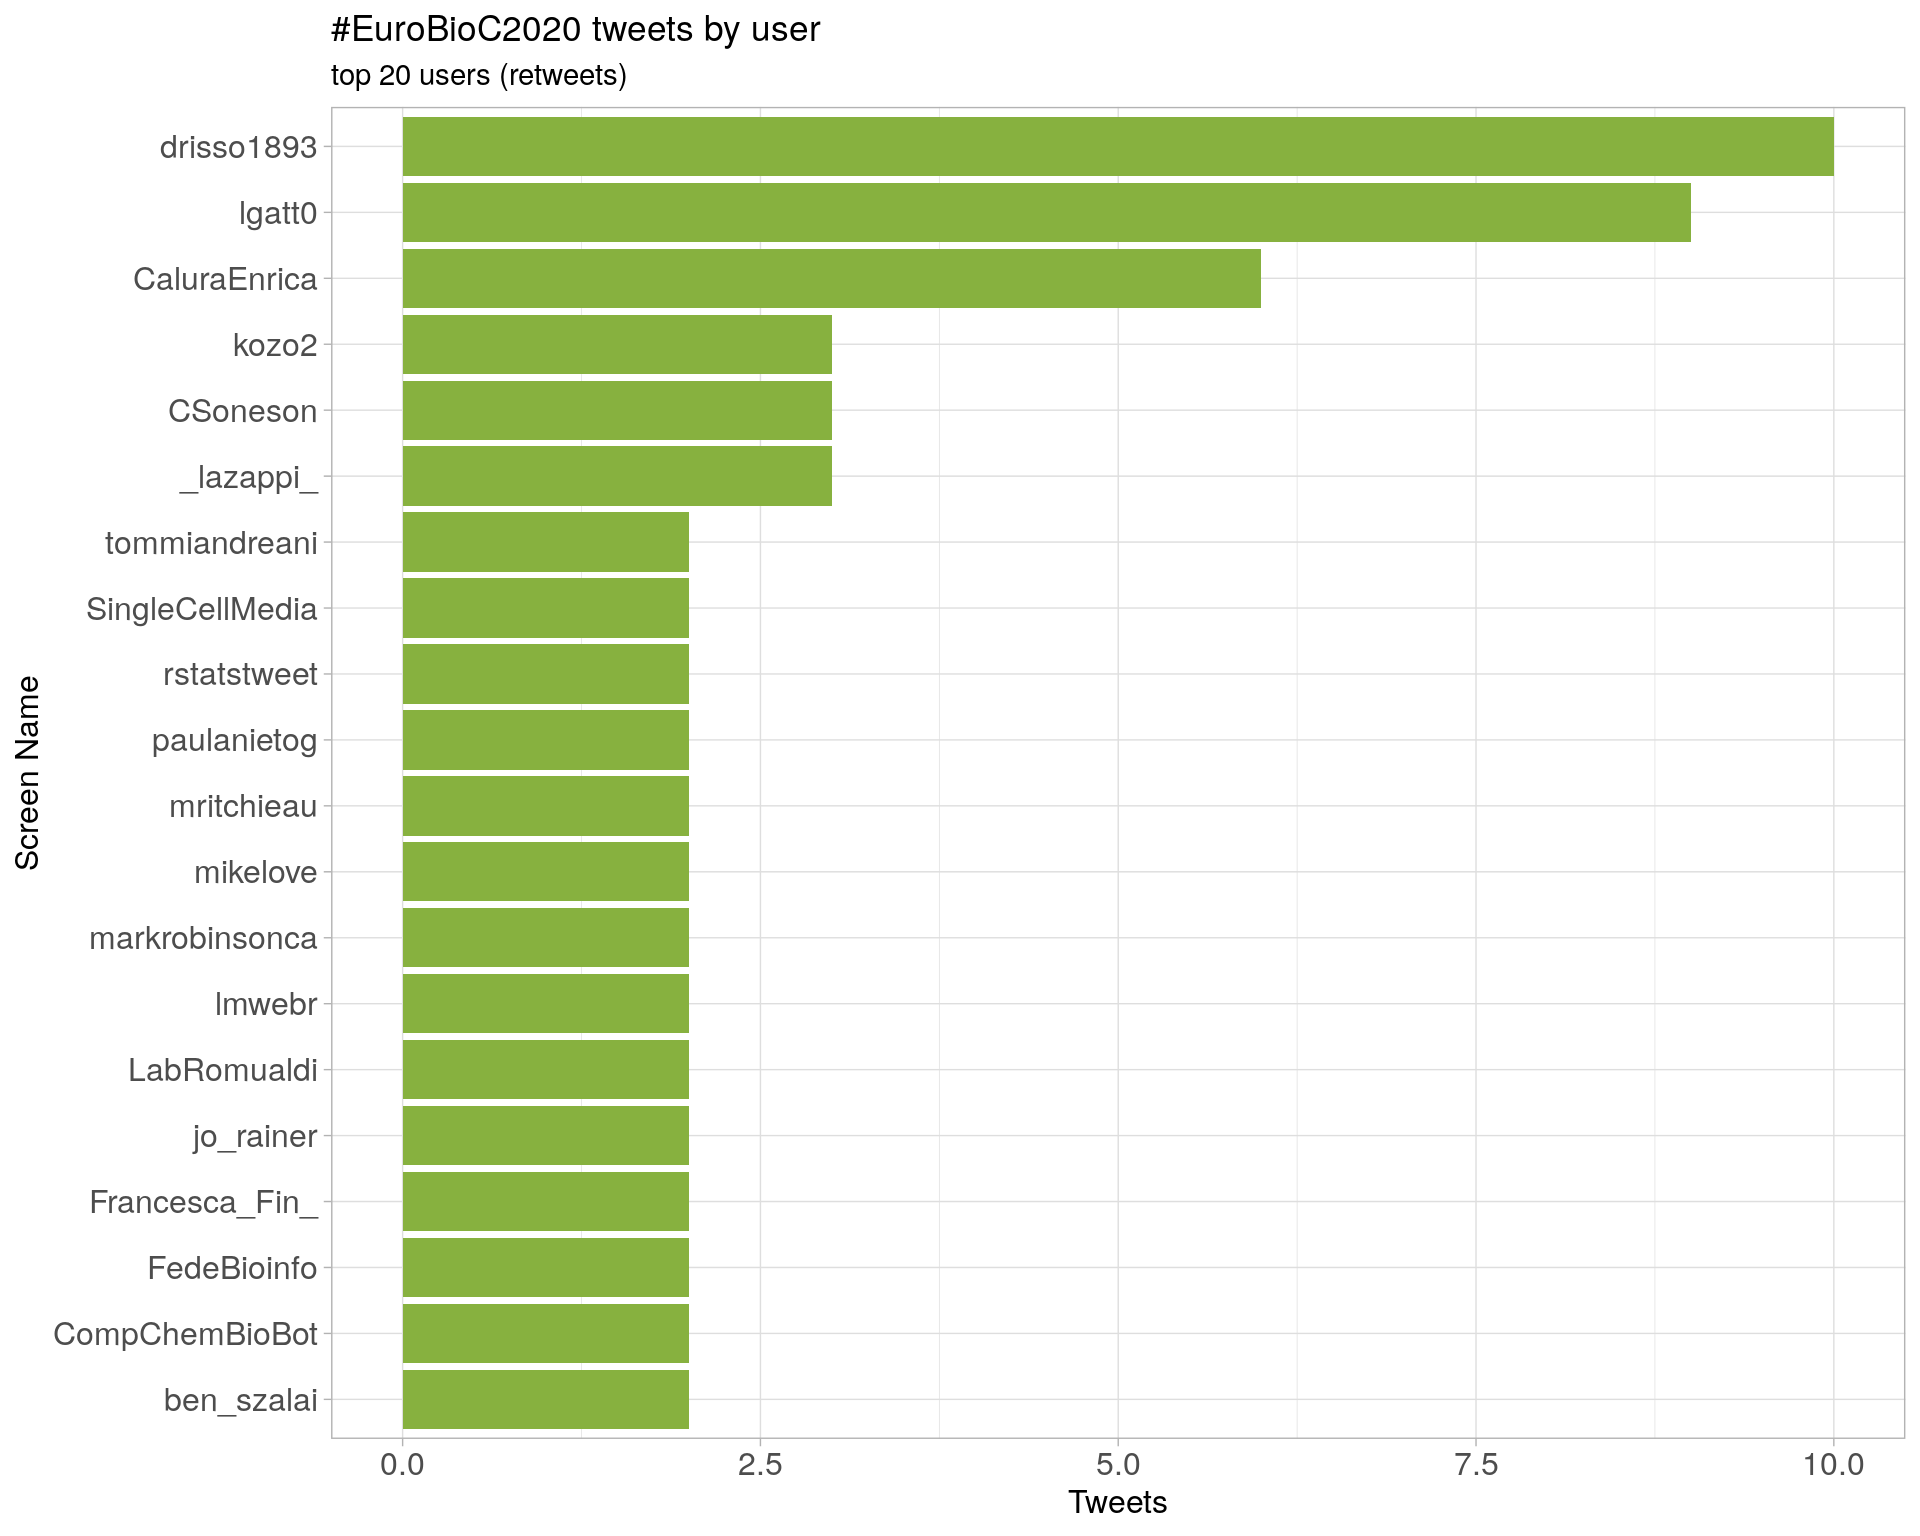 #EuroBioC2020 tweets by user
top 20 users (retweets)
drisso1893
lgatt0
CaluraEnrica
kozo2
CSoneson
_lazappi_
tommiandreani
SingleCellMedia
rstatstweet
paulanietog
mritchieau
mikelove
markrobinsonca
lmwebr
LabRomualdi
jo_rainer
Francesca_Fin_
FedeBioinfo
CompChemBioBot
ben_szalai
Screen Name
0.0 2.5 5.0 7.5 10.0
Tweets